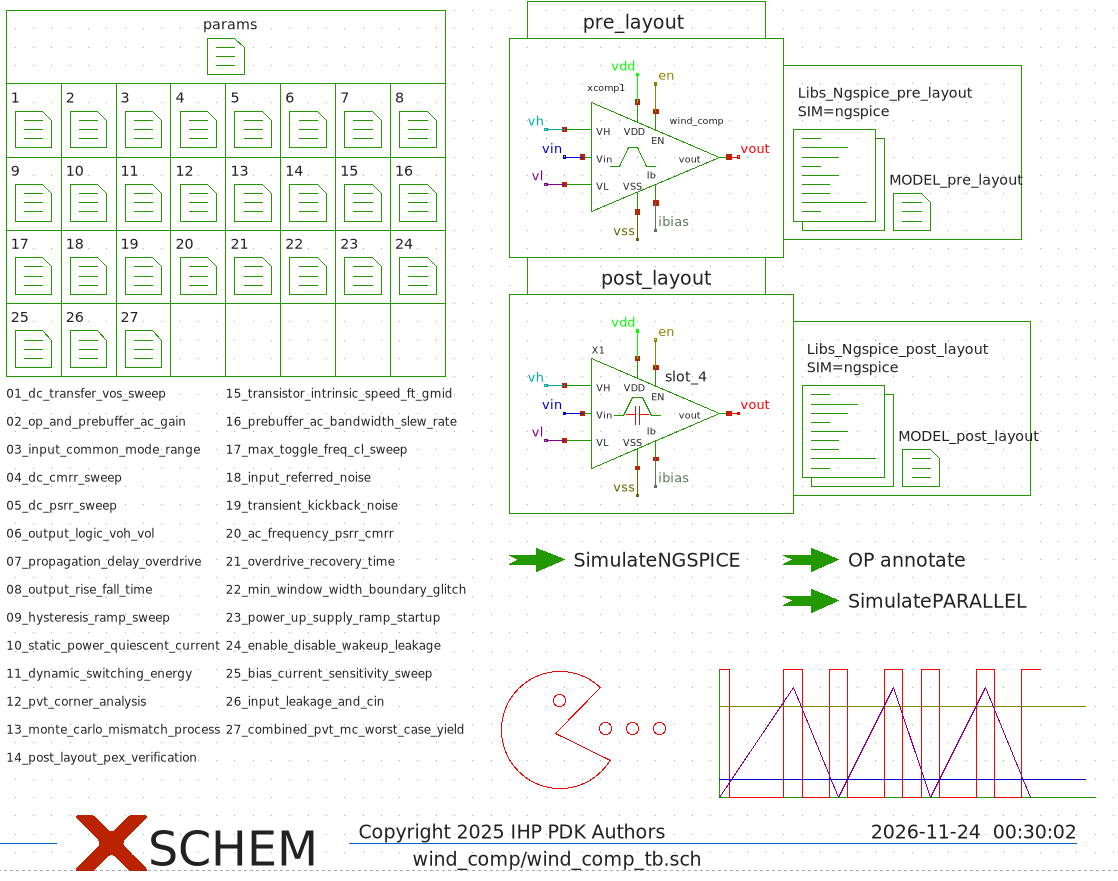 params
1 2 3 4 5 6 7 8
9 10 11 12 13 14 15 16
17 18 19 20 21 22 23 24
25 26 27
01_dc_transfer_vos_sweep
02_op_and_prebuffer_ac_gain
03_input_common_mode_range
04_dc_cmrr_sweep
05_dc_psrr_sweep
06_output_logic_voh_vol
07_propagation_delay_overdrive
08_output_rise_fall_time
09_hysteresis_ramp_sweep
10_static_power_quiescent_current
11_dynamic_switching_energy
12_pvt_corner_analysis
13_monte_carlo_mismatch_process
14_post_layout_pex_verification
15_transistor_intrinsic_speed_ft_gmid
16_prebuffer_ac_bandwidth_slew_rate
17_max_toggle_freq_cl_sweep
18_input_referred_noise
19_transient_kickback_noise
20_ac_frequency_psrr_cmrr
21_overdrive_recovery_time
22_min_window_width_boundary_glitch
23_power_up_supply_ramp_startup
24_enable_disable_wakeup_leakage
25_bias_current_sensitivity_sweep
26_input_leakage_and_cin
27_combined_pvt_mc_worst_case_yield
pre_layout
vdd
en
xcomp1
wind_comp
vh
VH
VDD
EN
vin
Vin
vout
vout
vl
VL
VSS
Ib
vss
ibias
Libs_Ngspice_pre_layout
SIM=ngspice
MODEL_pre_layout
post_layout
vdd
en
X1
slot_4
vh
VH
VDD
EN
vin
Vin
vout
vout
vl
VL
VSS
Ib
vss
ibias
Libs_Ngspice_post_layout
SIM=ngspice
MODEL_post_layout
SimulateNGSPICE
OP annotate
SimulatePARALLEL
XSCHEM
Copyright 2025 IHP PDK Authors
2026-11-24 00:30:02
wind_comp/wind_comp_tb.sch